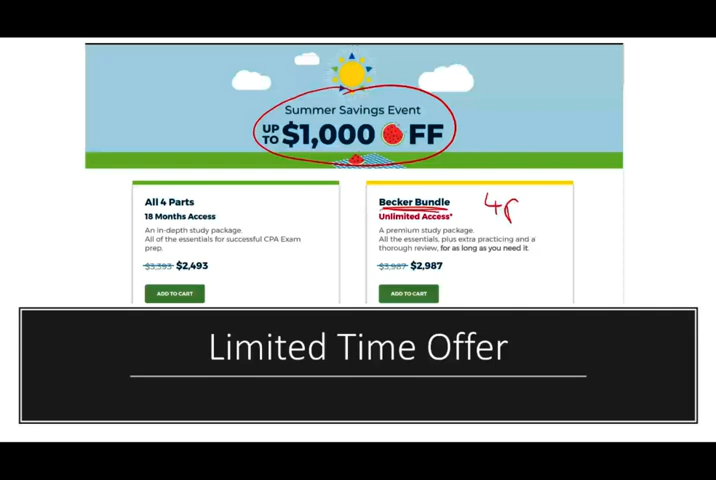 Summer Savings Event
UP TO $1,000 OFF
All 4 Parts
18 Months Access
An in-depth study package.
All of the essentials for successful CPA Exam
prep.
$3,393 $2,493
ADD TO CART
Becker Bundle
Unlimited Access*
A premium study package.
All the essentials, plus extra practicing and a
thorough review, for as long as you need it.
$3,987 $2,987
ADD TO CART
Limited Time Offer